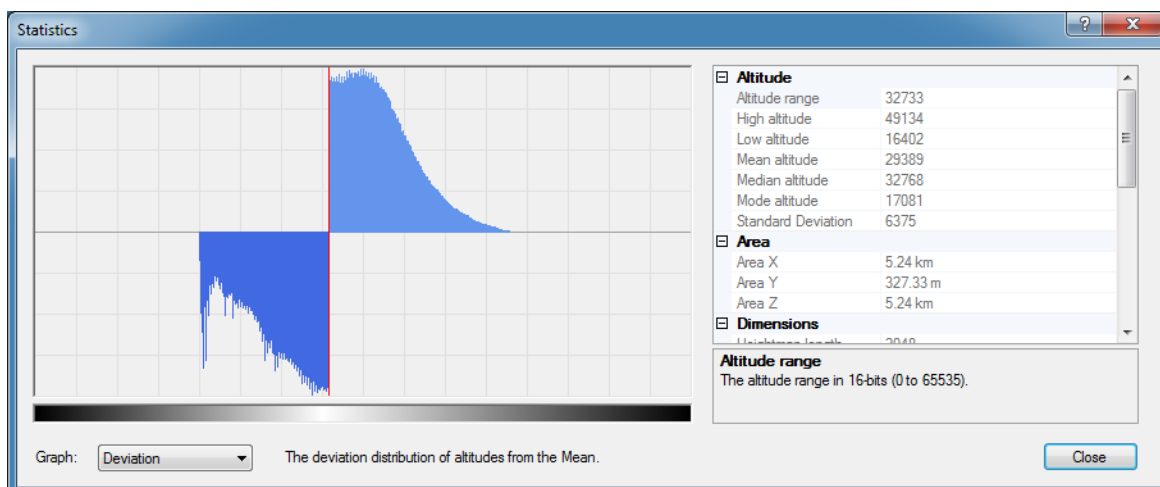 Statistics
Altitude
Altitude range 32733
High altitude 49134
Low altitude 16402
Mean altitude 29389
Median altitude 32768
Mode altitude 17081
Standard Deviation 6375
Area
Area X 5.24 km
Area Y 327.33 m
Area Z 5.24 km
Dimensions
Heightmap length 2048
Altitude range
The altitude range in 16-bits (0 to 65535).
Graph: Deviation The deviation distribution of altitudes from the Mean. Close